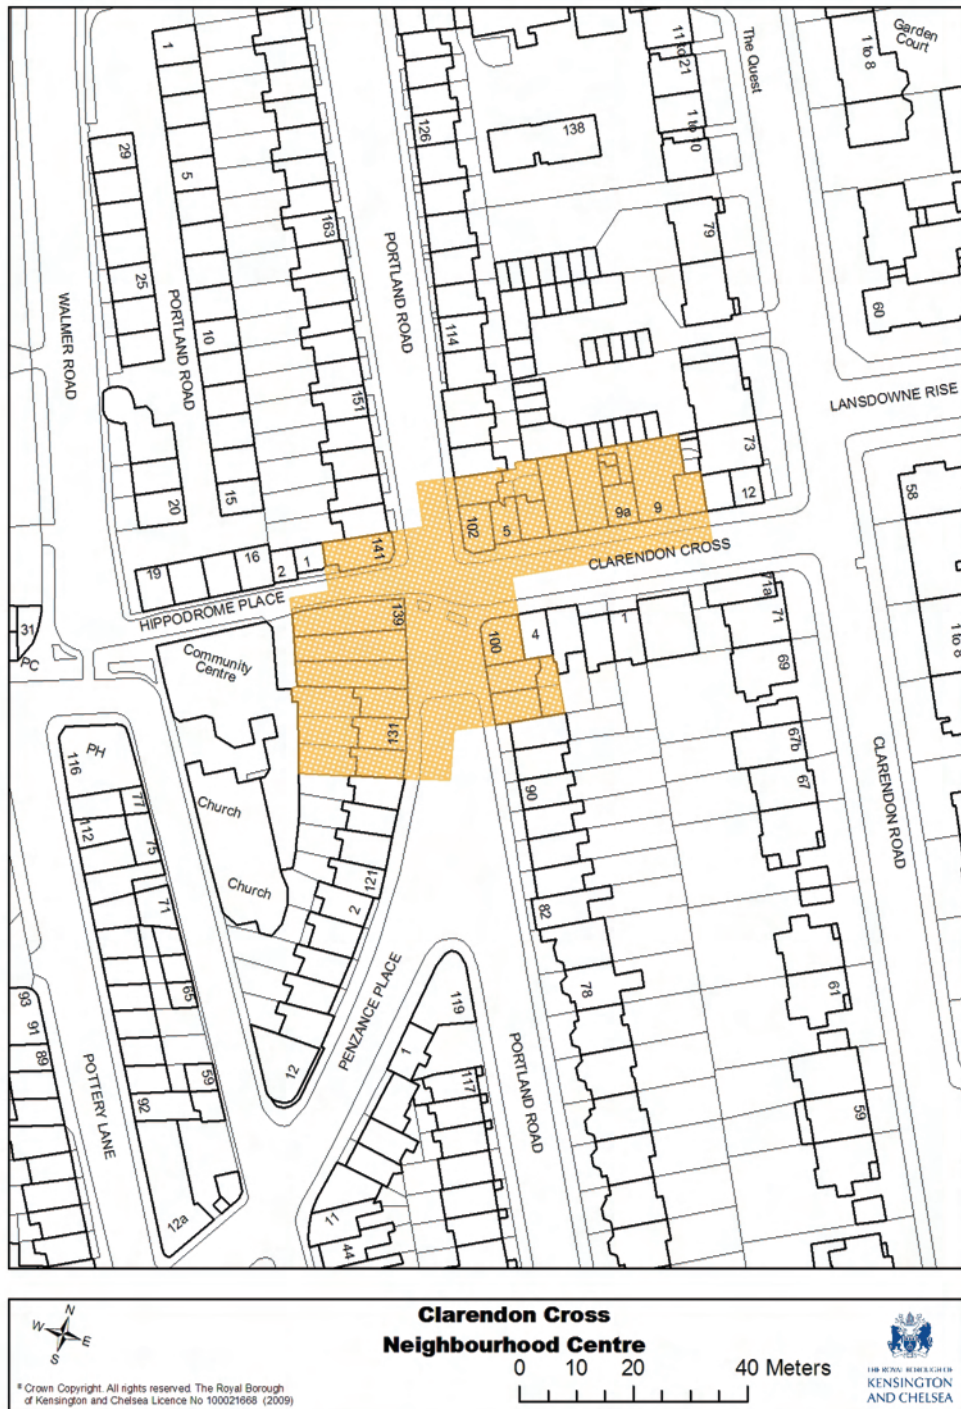 Garden
Court
1 to 8
The Quest
11 to 21
1 to 10
1
126
138
29
5
163
79
25
PORTLAND ROAD
PORTLAND ROAD
WALMER ROAD
10
114
60
151
LANSDOWNE RISE
73
58
15
20
12
102
5
9a
9
141
CLARENDON CROSS
19
16
2
1
HIPPODROME PLACE
139
71a
71
31
PC
Community
Centre
100
4
1
69
1 to 8
131
67b
PH
116
90
67
CLARENDON ROAD
77
112
75
Church
Church
121
2
82
71
65
78
61
PENZANCE PLACE
119
93
91
89
12
1
PORTLAND ROAD
117
59
92
POTTERY LANE
59
12a
11
44
N
W
E
S
Clarendon Cross
Neighbourhood Centre
0 10 20 40 Meters
© Crown Copyright. All rights reserved. The Royal Borough
of Kensington and Chelsea Licence No 100021668 (2009)
THE ROYAL BOROUGH OF
KENSINGTON
AND CHELSEA